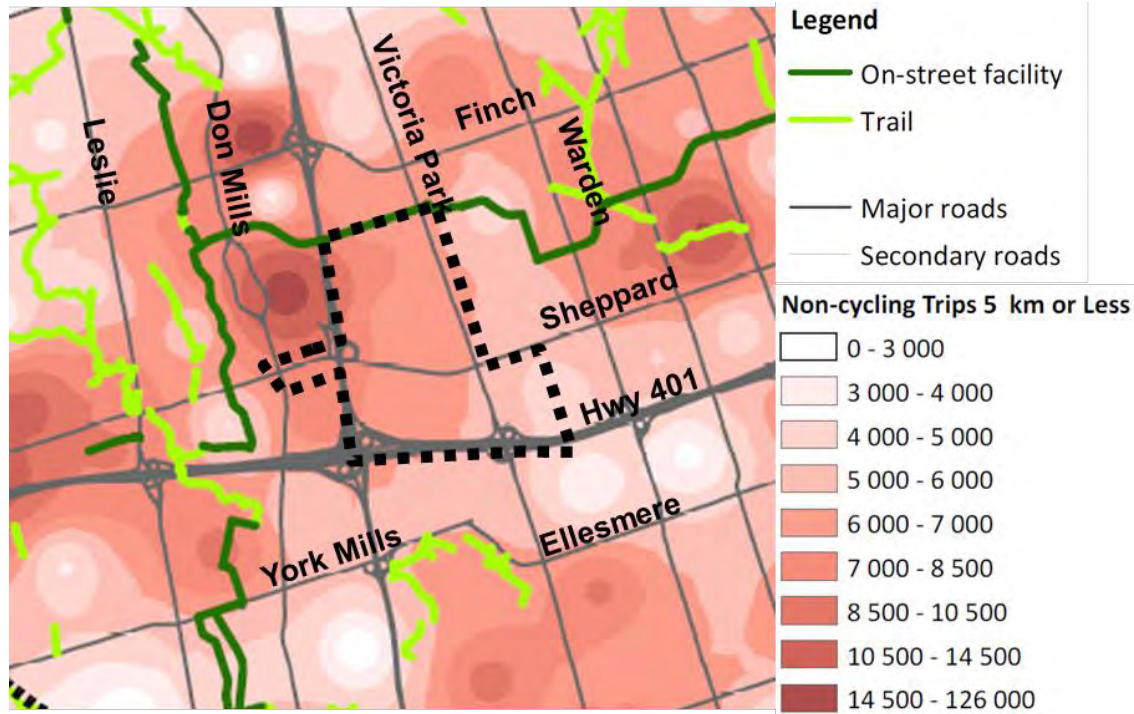 Leslie
Don Mills
Victoria Park
Finch
Warden
Sheppard
Hwy 401
York Mills
Ellesmere
Legend
On-street facility
Trail
Major roads
Secondary roads
Non-cycling Trips 5 km or Less
0 - 3 000
3 000 - 4 000
4 000 - 5 000
5 000 - 6 000
6 000 - 7 000
7 000 - 8 500
8 500 - 10 500
10 500 - 14 500
14 500 - 126 000